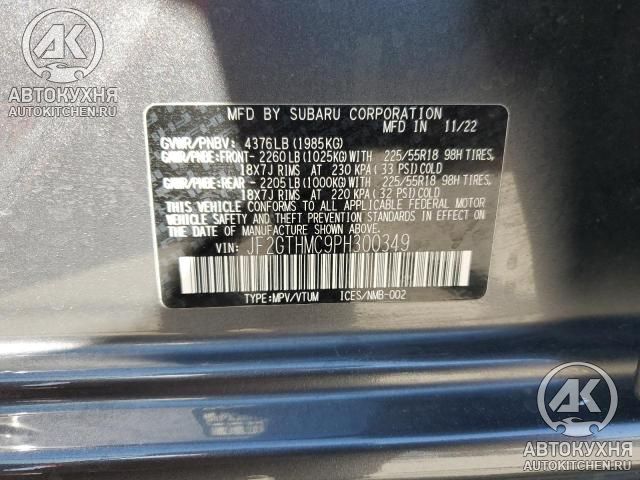 АК
АВТОКУХНЯ
AUTOKITCHEN.RU
MFD BY SUBARU CORPORATION
MFD IN 11/22
GVWR/PNBV: 4376LB (1985KG)
GAWR/PNBE: FRONT- 2260LB (1025KG) WITH 225/55R18 98H TIRES,
18X7J RIMS AT 230 KPA (33 PSI) COLD
GAWR/PNBE: REAR - 2205LB (1000KG) WITH 225/55R18 98H TIRES,
18X7J RIMS AT 220 KPA (32 PSI) COLD
THIS VEHICLE CONFORMS TO ALL APPLICABLE FEDERAL MOTOR
VEHICLE SAFETY AND THEFT PREVENTION STANDARDS IN
EFFECT ON THE DATE OF MANUFACTURE SHOWN ABOVE.
VIN: JF2GTHMC9PH300349
TYPE:MPV/VTUM ICES/NMB-002
АК
АВТОКУХНЯ
AUTOKITCHEN.RU